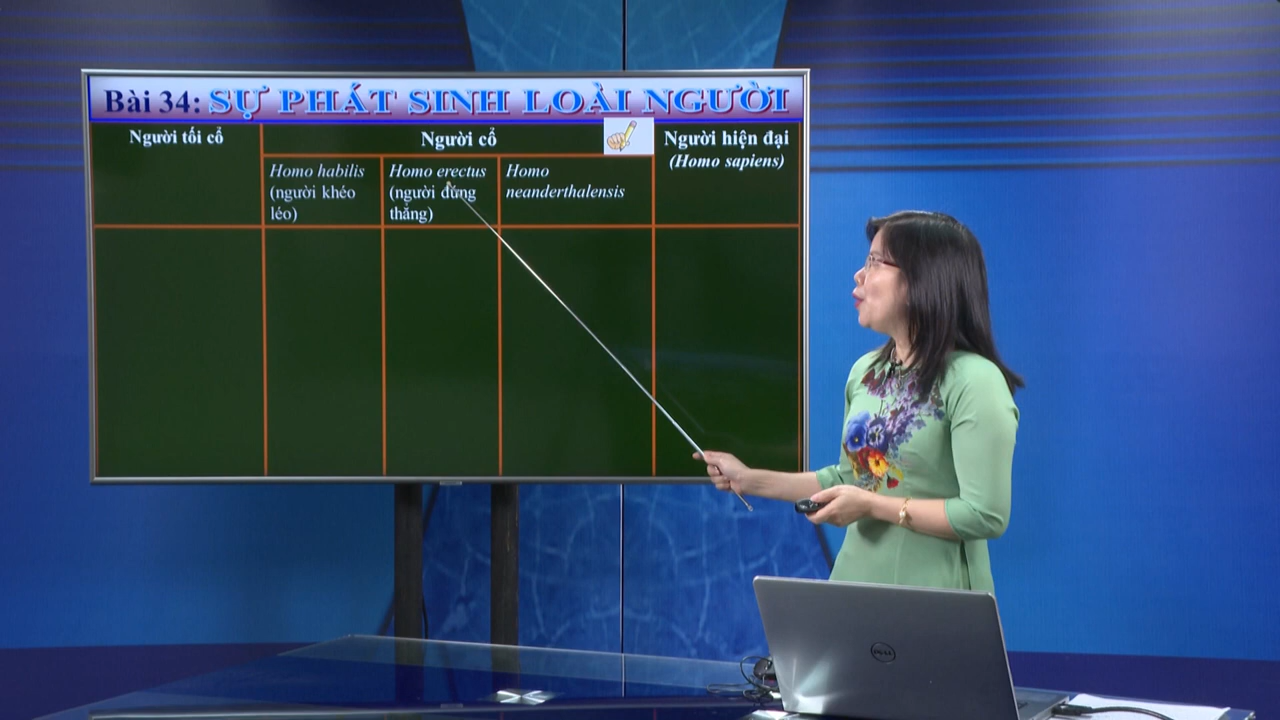 Bài 34: SỰ PHÁT SINH LOÀI NGƯỜI
Người tối cổ
Người cổ
Người hiện đại
(Homo sapiens)
Homo habilis
(người khéo
léo)
Homo erectus
(người đứng
thẳng)
Homo
neanderthalensis
DELL